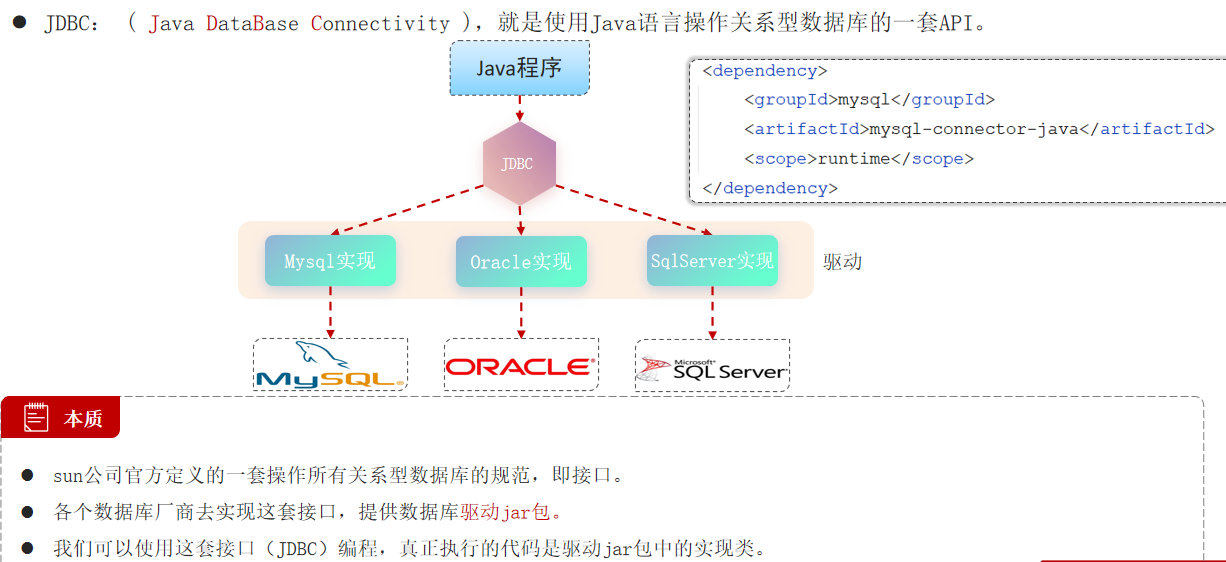 ● JDBC: ( Java DataBase Connectivity ), 就是使用Java语言操作关系型数据库的一套API。
Java程序
<dependency>
<groupId>mysql</groupId>
<artifactId>mysql-connector-java</artifactId>
<scope>runtime</scope>
</dependency>
JDBC
Mysql实现
Oracle实现
SqlServer实现
驱动
MySQL®
ORACLE®
Microsoft®
SQL Server
本质
● sun公司官方定义的一套操作所有关系型数据库的规范，即接口。
● 各个数据库厂商去实现这套接口，提供数据库驱动jar包。
● 我们可以使用这套接口（JDBC）编程，真正执行的代码是驱动jar包中的实现类。